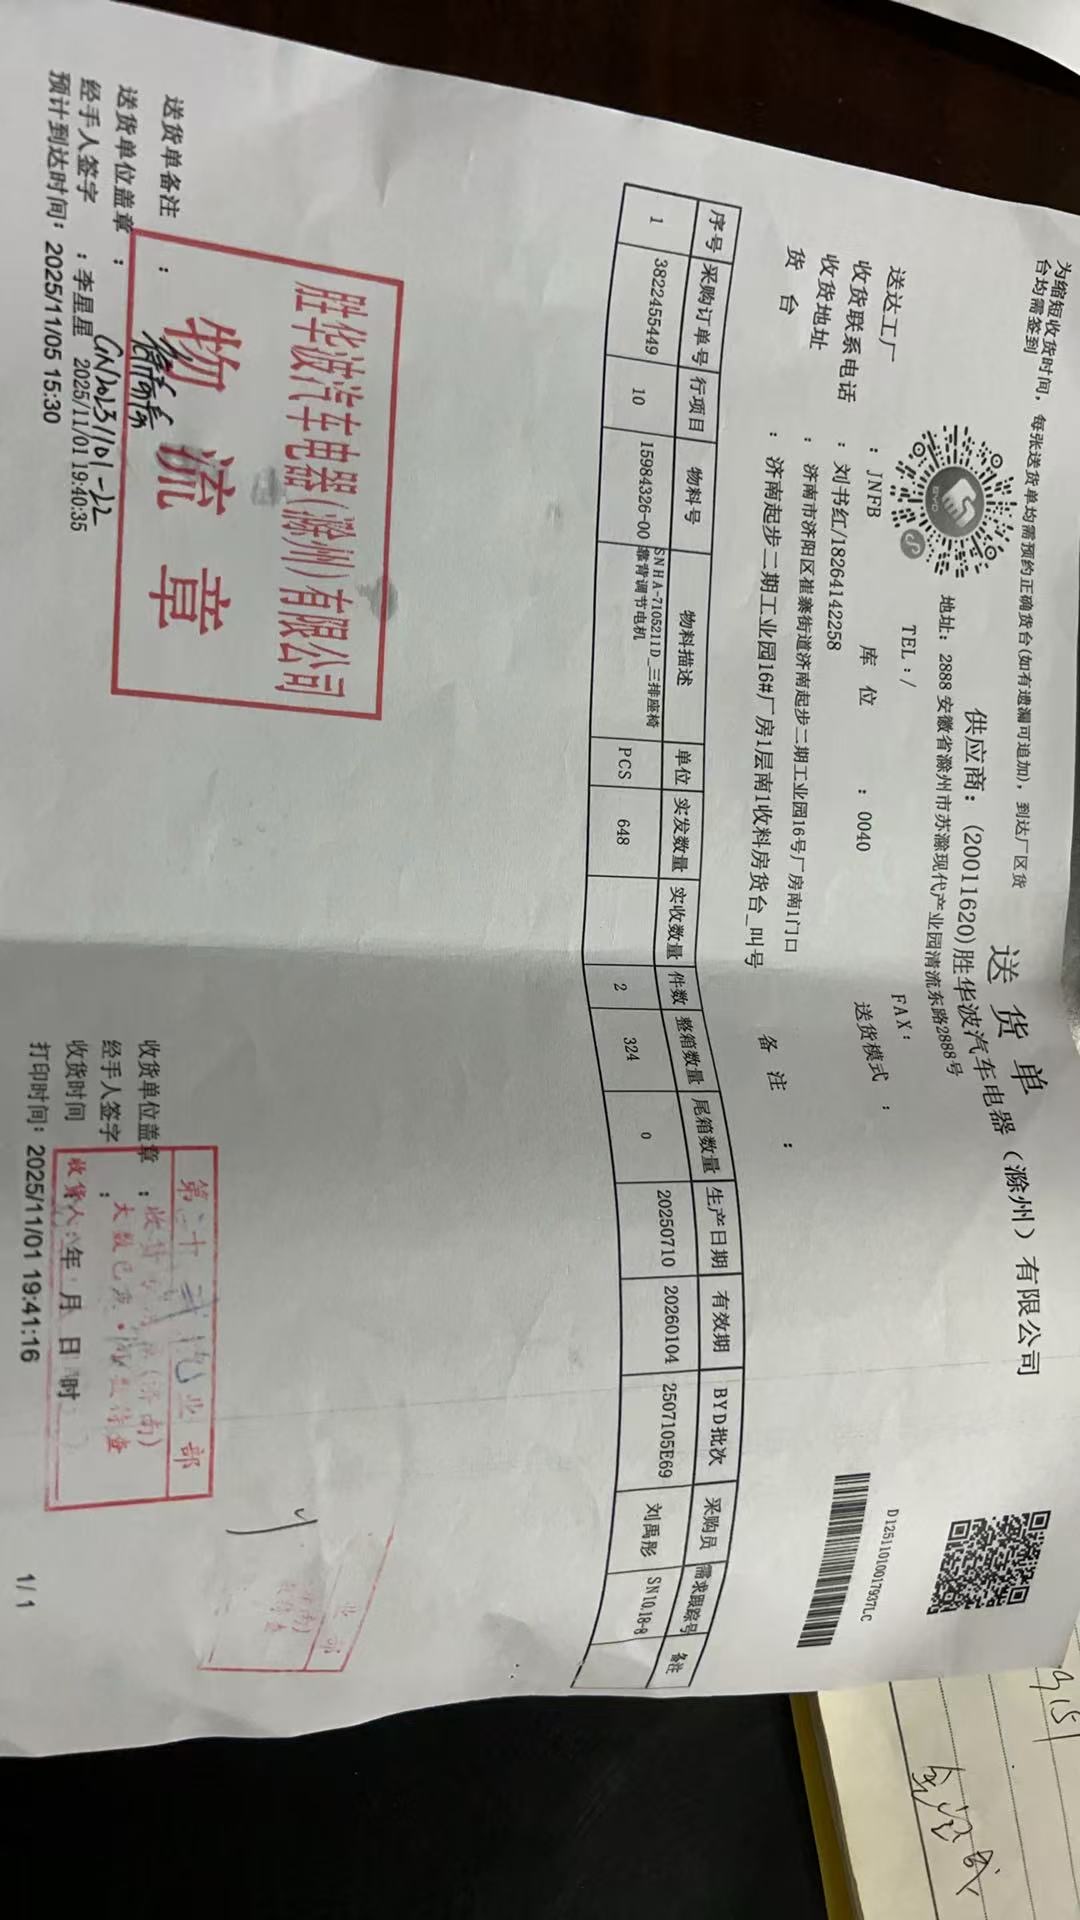 为缩短收货时间，每张送货单均需预约正确货台(如有遗漏可追加)，到达厂区货
台均需签到
送货单
供应商：(20011620)胜华波汽车电器（滁州）有限公司
地址：2888 安徽省滁州市苏滁现代产业园清流东路2888号
TEL:/
FAX:
D1251101001793​7LC
BYD
送达工厂 ：JNFB
库位 ：0040
送货模式 ：
收货联系电话 ：刘书红/18264142258
收货地址 ：济南市济阳区崔寨街道济南起步二期工业园16号厂房南1门口
货台 ：济南起步二期工业园16#厂房1层南1收料房货台_叫号
备注 ：
序号 采购订单号 行项目 物料号 物料描述 单位 实发数量 实收数量 件数 整箱数量 尾箱数量 生产日期 有效期 BYD批次 采购员 需求跟踪号 备注
1 3822455449 10 15984326-00 SNHA-7105211D_三排座椅靠背调节电机 PCS 648 2 324 0 20250710 20260104 2507105E69 刘禹彤 SN1018-8
胜华波汽车电器(滁州)有限公司
物流章
送货单备注 ：
送货单位盖章 ：
经手人签字 ：李星星 2025/11/01 19:40:35
预计到达时间：2025/11/05 15:30
收货单位盖章 ：
经手人签字 ：
收货时间 年 月 日 时
打印时间：2025/11/01 19:41:16
收货人：
1/1